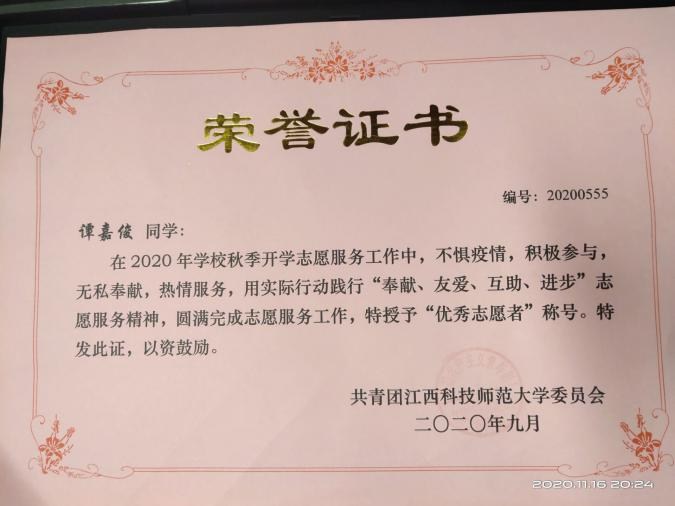 荣誉证书
编号：20200555
谭嘉俊 同学：
在 2020 年学校秋季开学志愿服务工作中，不惧疫情，积极参与，
无私奉献，热情服务，用实际行动践行“奉献、友爱、互助、进步”志
愿服务精神，圆满完成志愿服务工作，特授予“优秀志愿者”称号。特
发此证，以资鼓励。
共青团江西科技师范大学委员会
二〇二〇年九月
2020.11.16 20:24